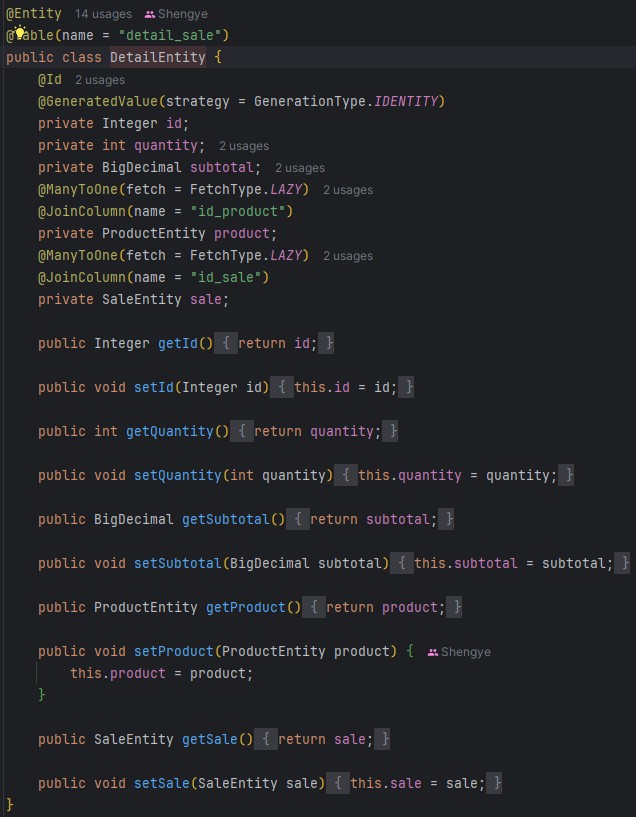 @Entity 14 usages Shengye
@Table(name = "detail_sale")
public class DetailEntity {
@Id 2 usages
@GeneratedValue(strategy = GenerationType.IDENTITY)
private Integer id;
private int quantity; 2 usages
private BigDecimal subtotal; 2 usages
@ManyToOne(fetch = FetchType.LAZY) 2 usages
@JoinColumn(name = "id_product")
private ProductEntity product;
@ManyToOne(fetch = FetchType.LAZY) 2 usages
@JoinColumn(name = "id_sale")
private SaleEntity sale;
public Integer getId() { return id; }
public void setId(Integer id) { this.id = id; }
public int getQuantity() { return quantity; }
public void setQuantity(int quantity) { this.quantity = quantity; }
public BigDecimal getSubtotal() { return subtotal; }
public void setSubtotal(BigDecimal subtotal) { this.subtotal = subtotal; }
public ProductEntity getProduct() { return product; }
public void setProduct(ProductEntity product) { Shengye
this.product = product;
}
public SaleEntity getSale() { return sale; }
public void setSale(SaleEntity sale) { this.sale = sale; }
}